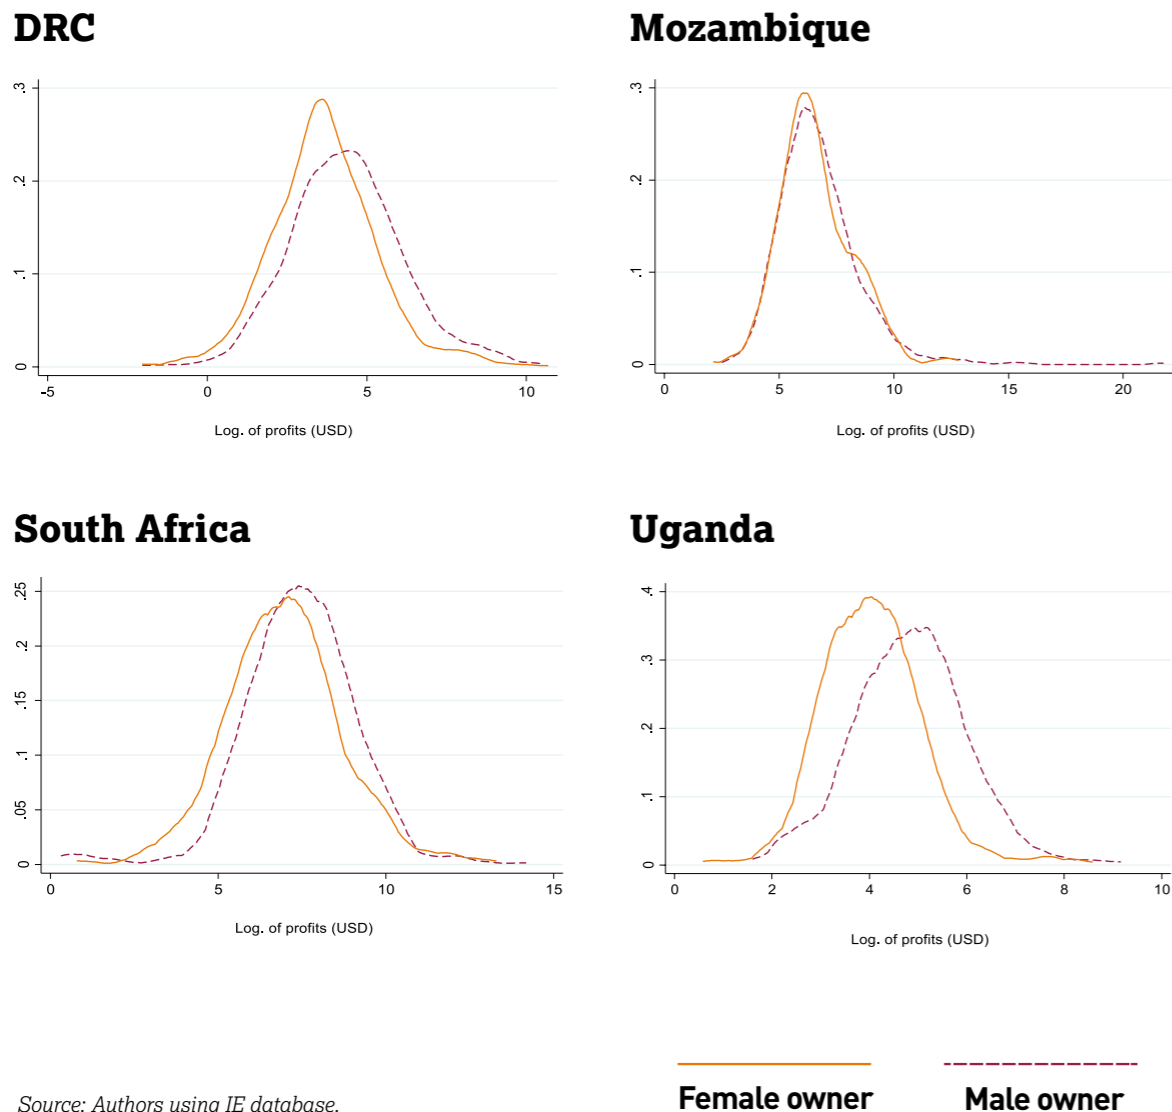 DRC
.3
.2
.1
0
-5 0 5 10
Log. of profits (USD)
Mozambique
.3
.2
.1
0
0 5 10 15 20
Log. of profits (USD)
South Africa
.25
.2
.15
.1
.05
0
0 5 10 15
Log. of profits (USD)
Uganda
.4
.3
.2
.1
0
0 2 4 6 8 10
Log. of profits (USD)
Source: Authors using IE database.
Female owner
Male owner